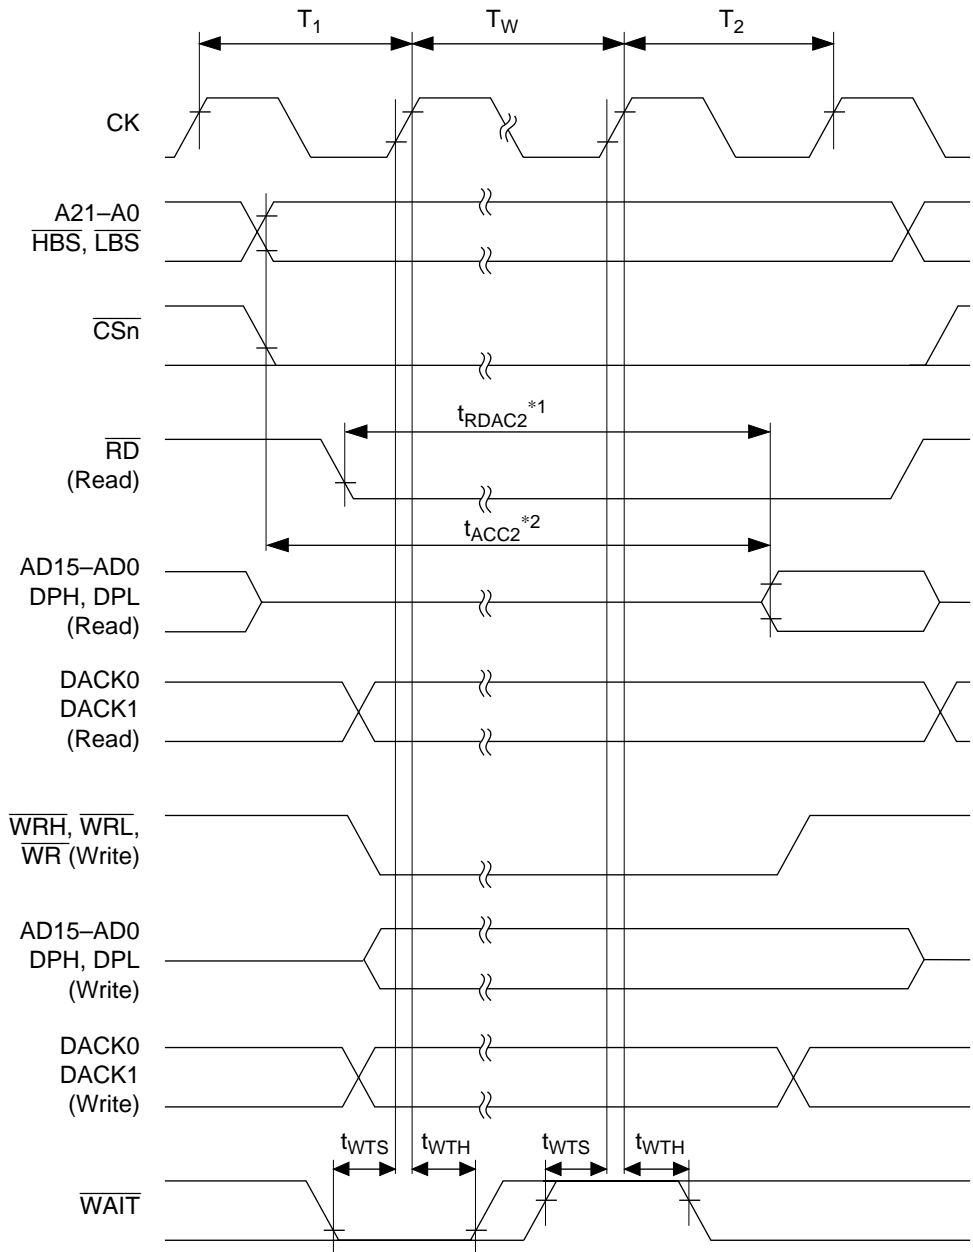 T1 TW T2
CK
A21–A0
HBS, LBS
CSn
tRDAC2*1
RD
(Read)
tACC2*2
AD15–AD0
DPH, DPL
(Read)
DACK0
DACK1
(Read)
WRH, WRL,
WR (Write)
AD15–AD0
DPH, DPL
(Write)
DACK0
DACK1
(Write)
tWTS tWTH tWTS tWTH
WAIT